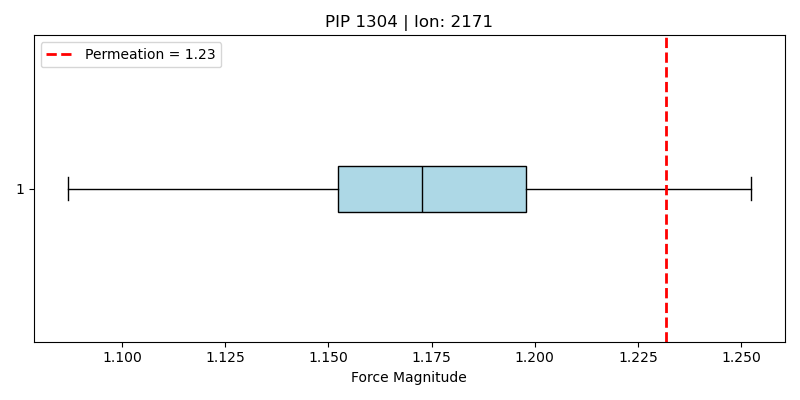 PIP 1304 | Ion: 2171
Permeation = 1.23
1
1.100 1.125 1.150 1.175 1.200 1.225 1.250
Force Magnitude